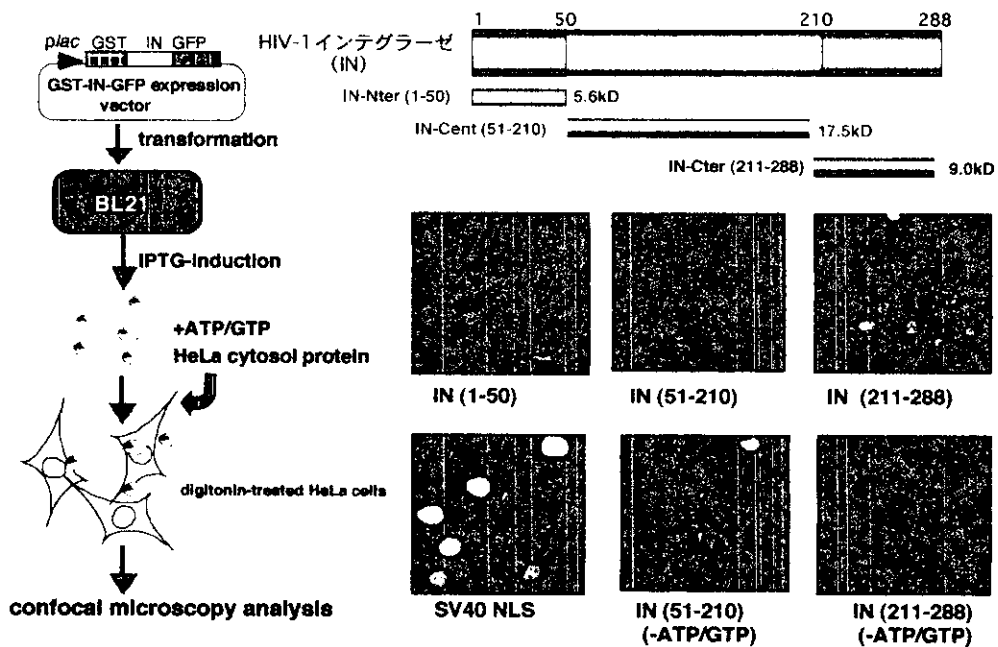 plac GST IN GFP
GST-IN-GFP expression
vector
transformation
BL21
IPTG-induction
+ATP/GTP
HeLa cytosol protein
digitonin-treated HeLa cells
confocal microscopy analysis
1 50 210 288
HIV-1インテグラーゼ
(IN)
IN-Nter (1-50) 5.6kD
IN-Cent (51-210) 17.5kD
IN-Cter (211-288) 9.0kD
IN (1-50) IN (51-210) IN (211-288)
SV40 NLS IN (51-210) IN (211-288)
(-ATP/GTP) (-ATP/GTP)